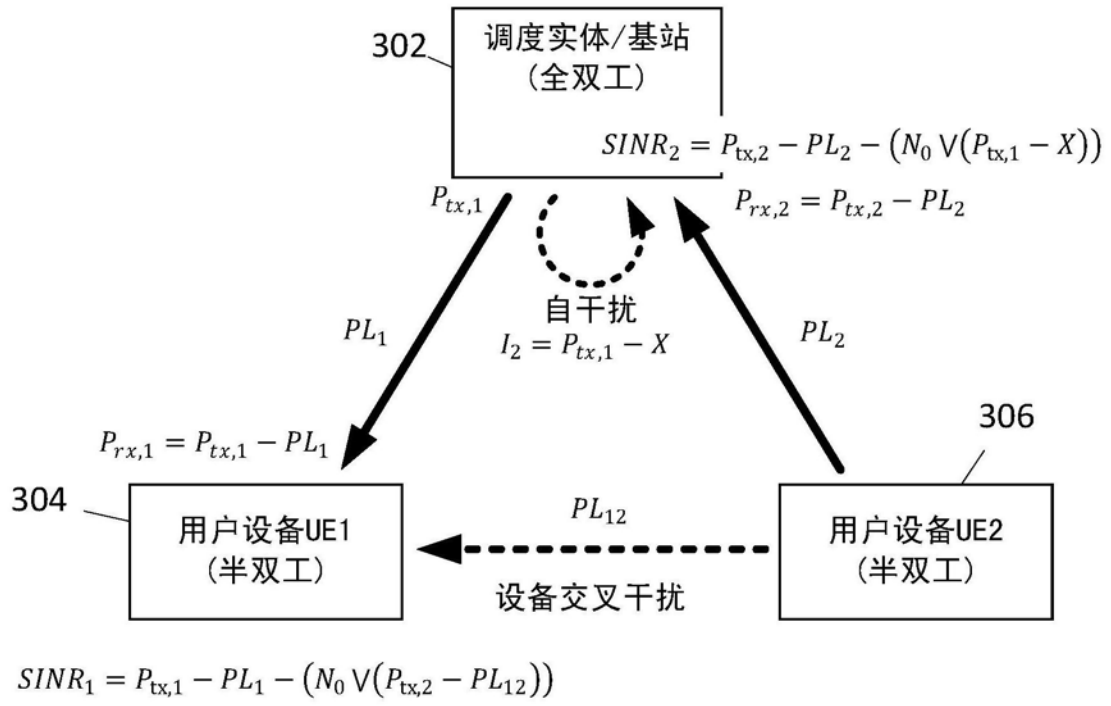 302
调度实体/基站
(全双工)
SINR₂ = P_tx,2 − PL₂ − (N₀ ⋁(P_tx,1 − X))
P_tx,1
P_rx,2 = P_tx,2 − PL₂
自干扰
I₂ = P_tx,1 − X
PL₁
PL₂
P_rx,1 = P_tx,1 − PL₁
306
304
用户设备UE1
(半双工)
PL₁₂
设备交叉干扰
用户设备UE2
(半双工)
SINR₁ = P_tx,1 − PL₁ − (N₀ ⋁(P_tx,2 − PL₁₂))